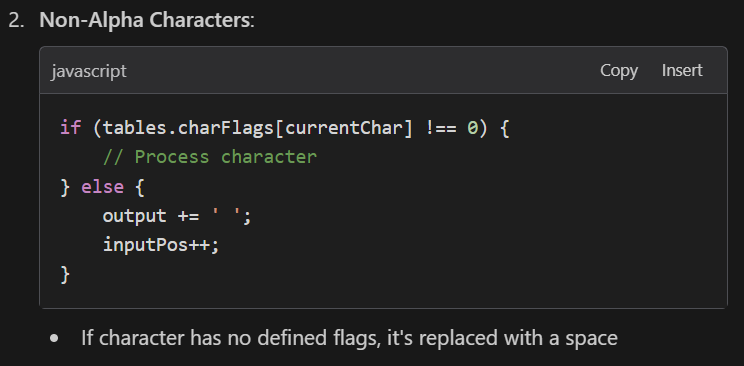 2. Non-Alpha Characters:
javascript Copy Insert
if (tables.charFlags[currentChar] !== 0) {
    // Process character
} else {
    output += ' ';
    inputPos++;
}
• If character has no defined flags, it's replaced with a space